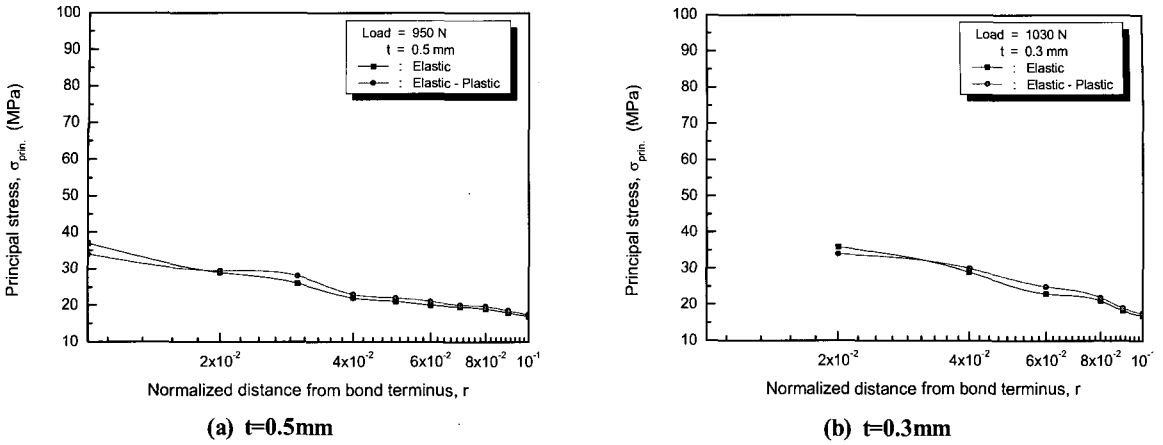 100
90
80
70
60
50
40
30
20
10
Principal stress, σprin. (MPa)
Load = 950 N
t = 0.5 mm
: Elastic
: Elastic - Plastic
2x10-2
4x10-2
6x10-2
8x10-2
10-1
Normalized distance from bond terminus, r
(a) t=0.5mm
100
90
80
70
60
50
40
30
20
10
Principal stress, σprin. (MPa)
Load = 1030 N
t = 0.3 mm
: Elastic
: Elastic - Plastic
2x10-2
4x10-2
6x10-2
8x10-2
10-1
Normalized distance from bond terminus, r
(b) t=0.3mm